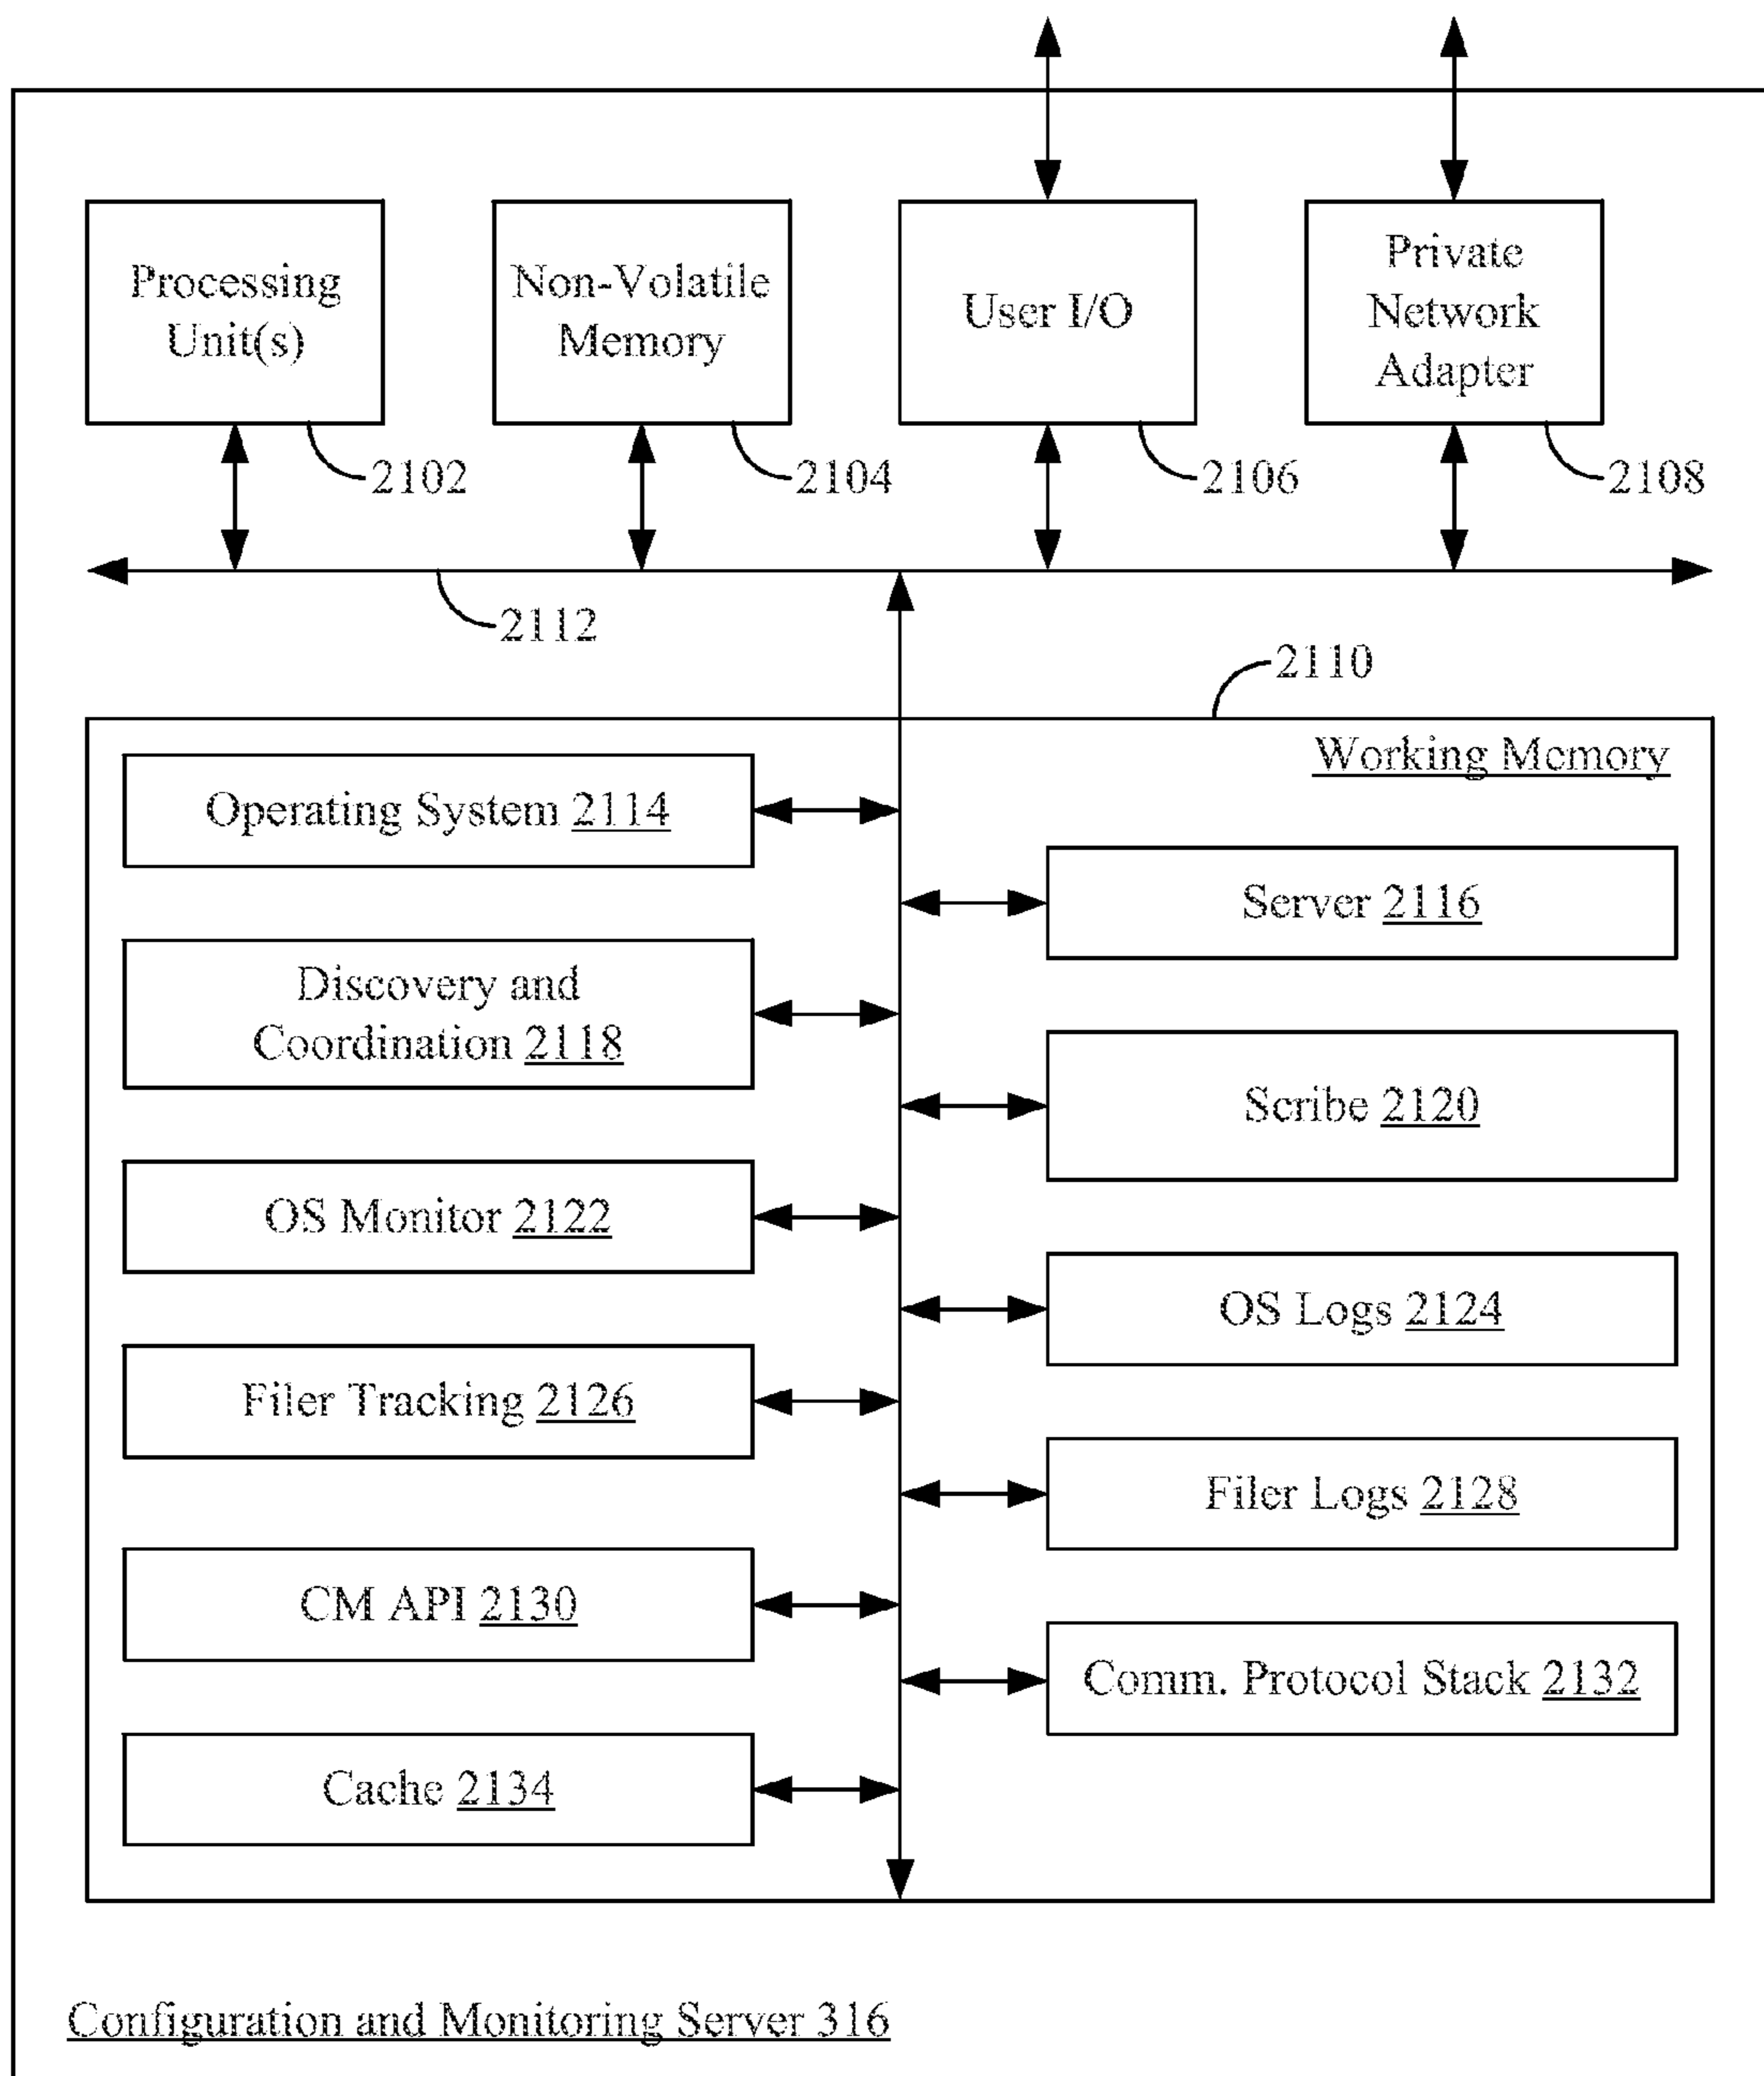 Processing
Unit(s)
Non-Volatile
Memory
User I/O
Private
Network
Adapter
2102
2104
2106
2108
2112
2110
Working Memory
Operating System 2114
Server 2116
Discovery and
Coordination 2118
Scribe 2120
OS Monitor 2122
OS Logs 2124
Filer Tracking 2126
Filer Logs 2128
CM API 2130
Comm. Protocol Stack 2132
Cache 2134
Configuration and Monitoring Server 316